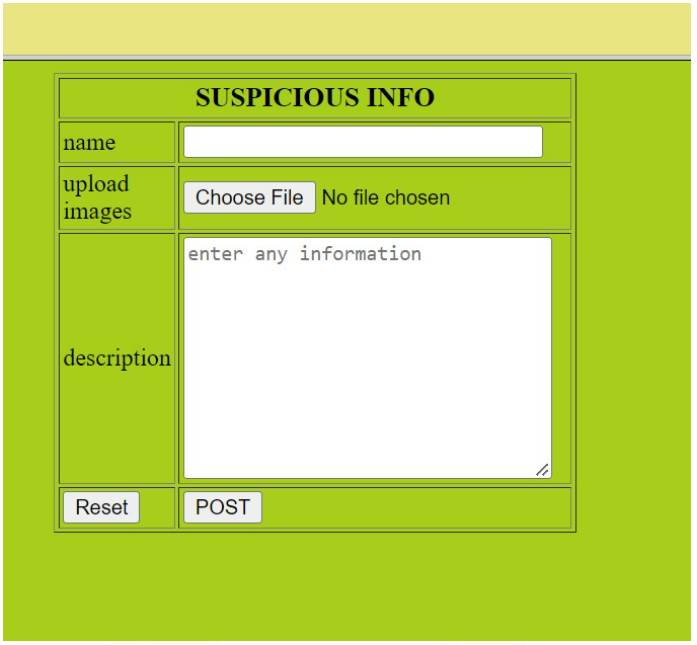 SUSPICIOUS INFO
name
upload
images
Choose File No file chosen
description
enter any information
Reset
POST